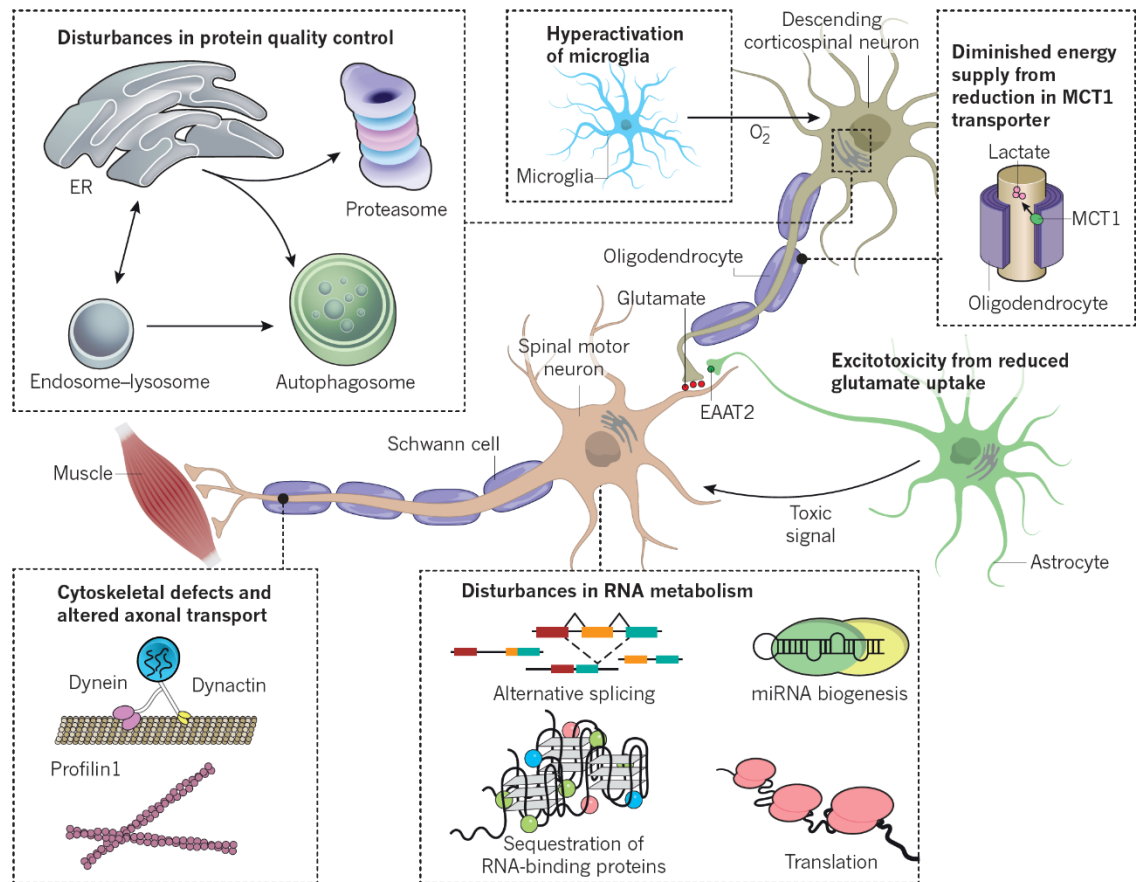 Disturbances in protein quality control
ER
Proteasome
Endosome–lysosome
Autophagosome
Hyperactivation
of microglia
Microglia
O₂⁻
Descending
corticospinal neuron
Diminished energy
supply from
reduction in MCT1
transporter
Lactate
MCT1
Oligodendrocyte
Oligodendrocyte
Glutamate
Spinal motor
neuron
EAAT2
Excitotoxicity from reduced
glutamate uptake
Schwann cell
Muscle
Toxic
signal
Astrocyte
Cytoskeletal defects and
altered axonal transport
Dynein
Dynactin
Profilin1
Disturbances in RNA metabolism
Alternative splicing
miRNA biogenesis
Sequestration of
RNA-binding proteins
Translation